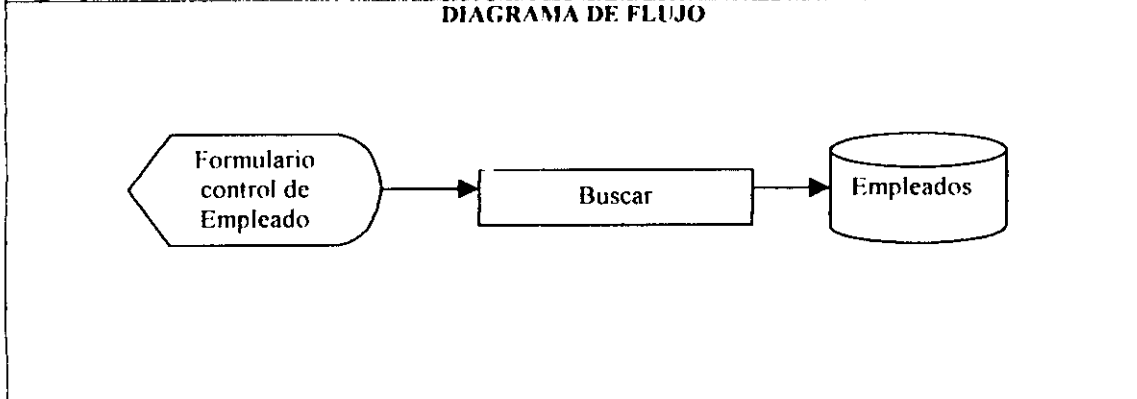 DIAGRAMA DE FLUJO
Formulario
control de
Empleado
Buscar
Empleados